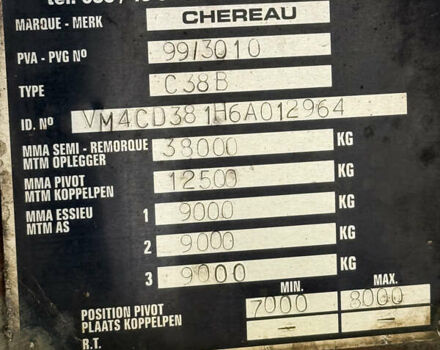 MARQUE - MERK CHEREAU
PVA - PVG Nº 99/3010
TYPE C38B
ID. Nº VM4CD381H6A012964
MMA SEMI - REMORQUE 38000 KG
MTM OPLEGGER
MMA PIVOT 12500 KG
MTM KOPPELPEN
MMA ESSIEU 1 9000 KG
MTM AS
2 9000 KG
3 9000 KG
MIN. MAX.
POSITION PIVOT 7000 8000
PLAATS KOPPELPEN — —
R.T.